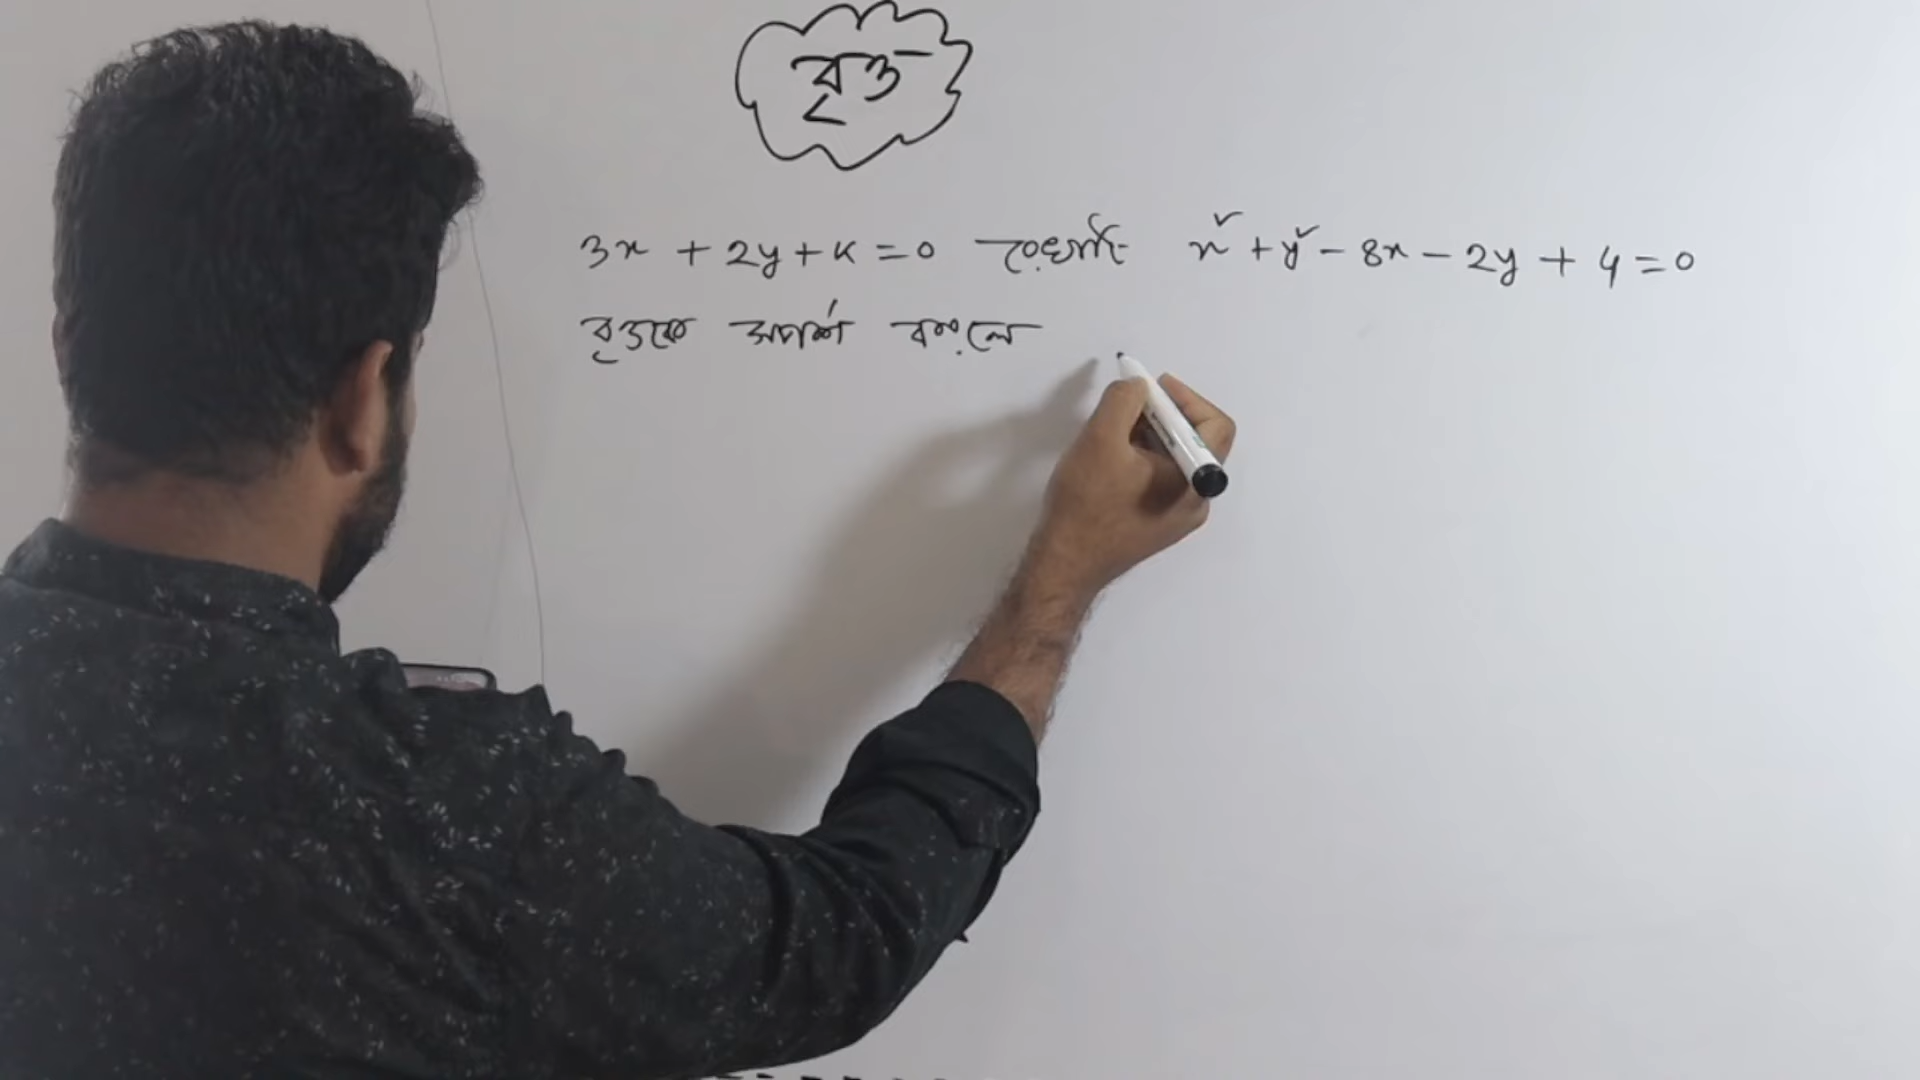 বৃত্ত
3x + 2y + k = 0 রেখাটি x² + y² - 8x - 2y + 4 = 0
বৃত্তকে স্পর্শ করলে